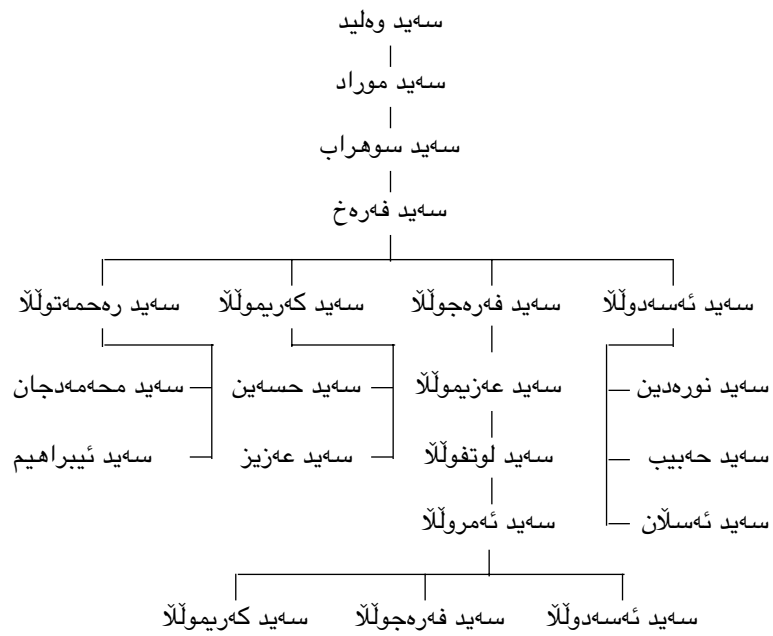 سەید وەلید
سەید موراد
سەید سوهراب
سەید فەرەخ
سەید ئەسەدوڵڵا سەید فەرەجوڵڵا سەید کەریموڵڵا سەید رەحمەتوڵڵا
سەید نورەدین سەید عەزیموڵڵا سەید حسەین سەید محەمەدجان
سەید حەبیب سەید لوتفوڵڵا سەید عەزیز سەید ئیبراهیم
سەید ئەسڵان سەید ئەمروڵڵا
سەید ئەسەدوڵڵا سەید فەرەجوڵڵا سەید کەریموڵڵا